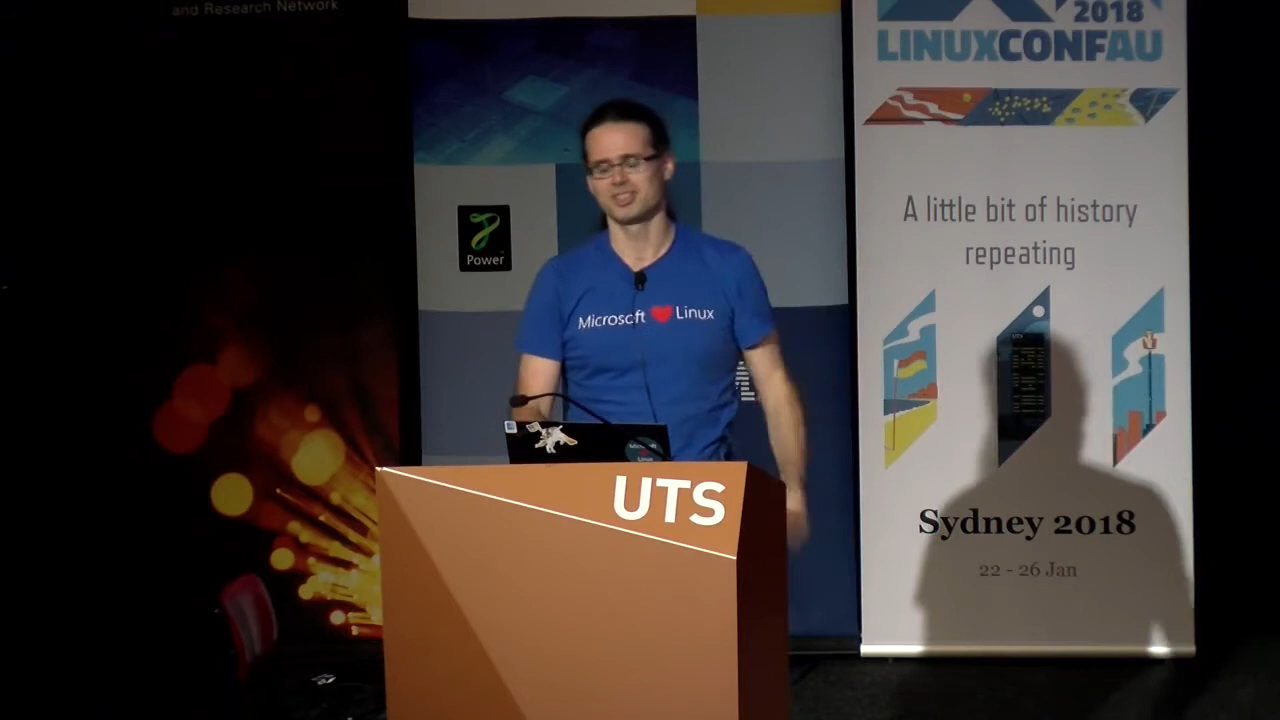 and Research Network
2018
LINUXCONFAU
A little bit of history
repeating
Power
Microsoft Linux
UTS
UTS
Sydney 2018
22 - 26 Jan